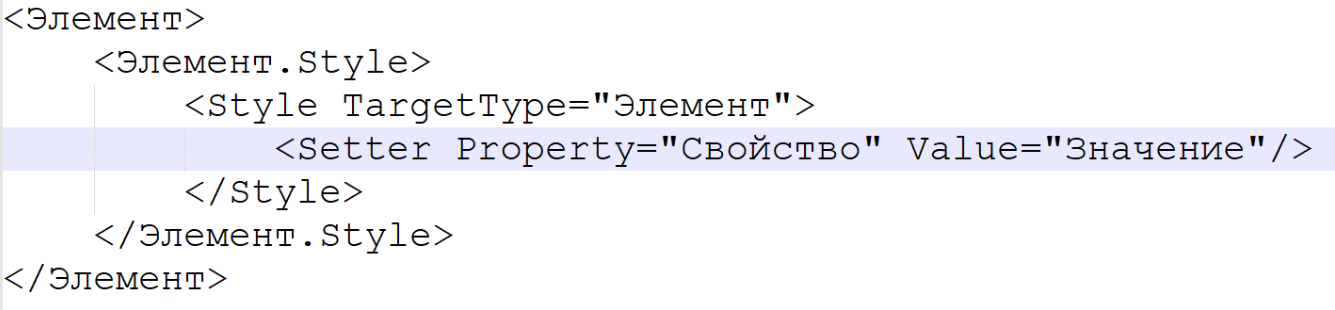 <Элемент>
<Элемент.Style>
<Style TargetType="Элемент">
<Setter Property="Свойство" Value="Значение"/>
</Style>
</Элемент.Style>
</Элемент>